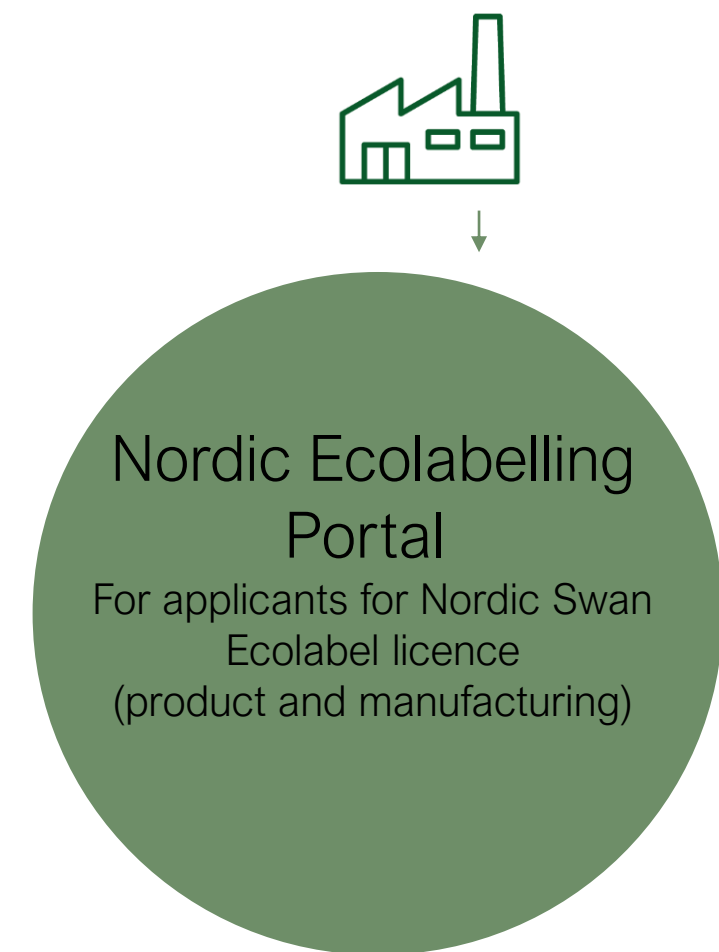 Nordic Ecolabelling
Portal
For applicants for Nordic Swan
Ecolabel licence
(product and manufacturing)